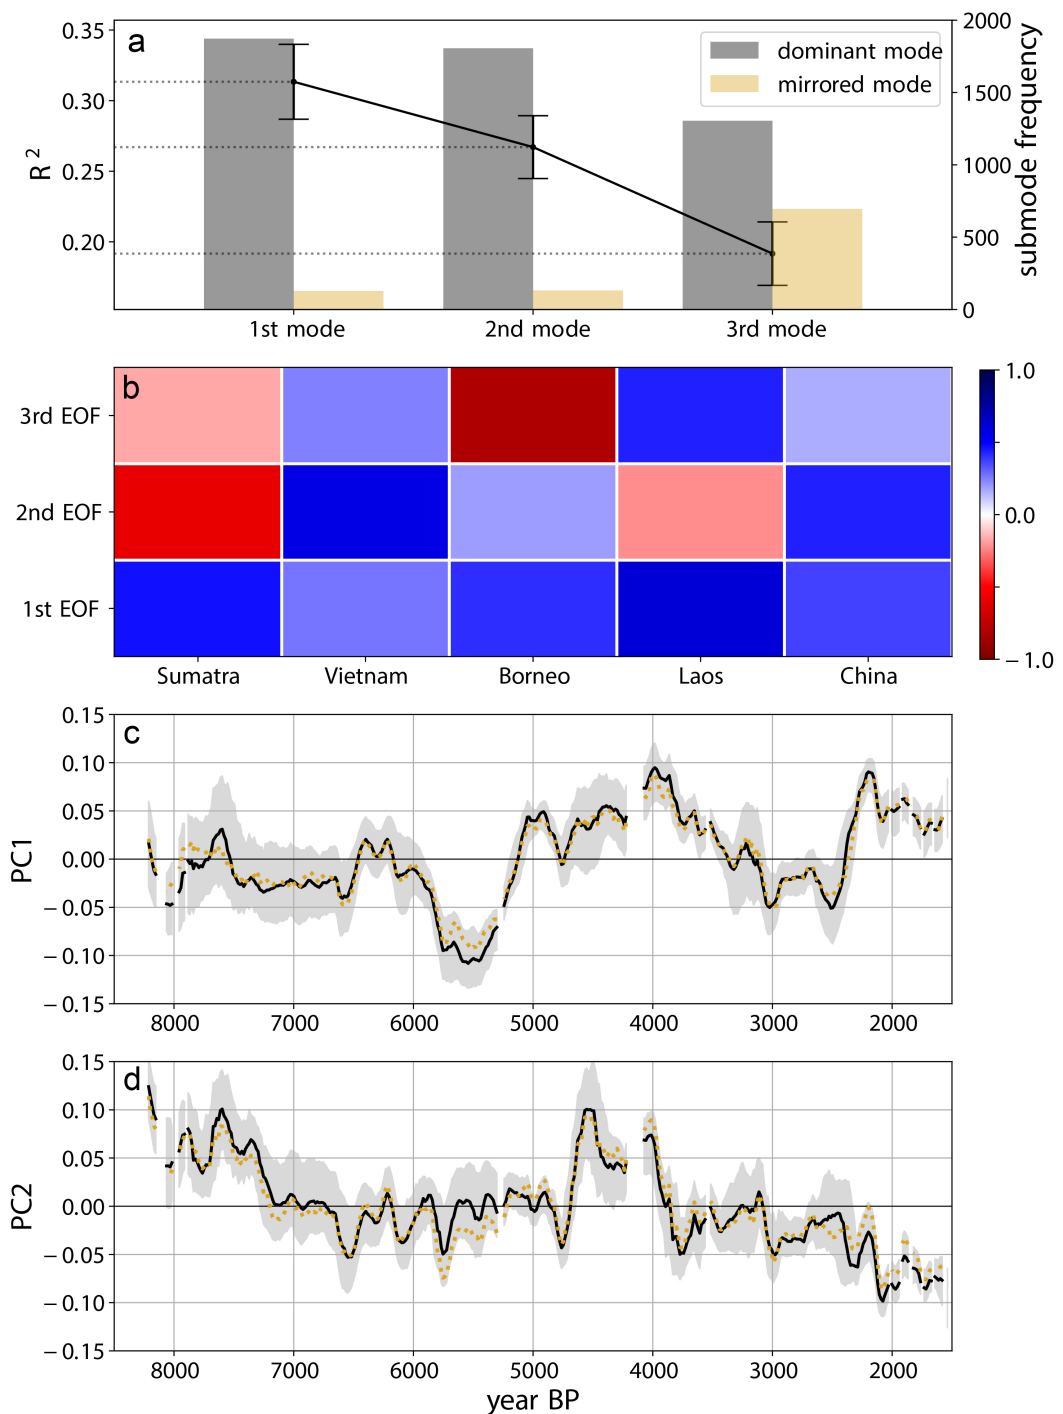 a
0.35
0.30
0.25
0.20
R²
dominant mode
mirrored mode
2000
1500
1000
500
0
submode frequency
1st mode 2nd mode 3rd mode
b
3rd EOF
2nd EOF
1st EOF
Sumatra Vietnam Borneo Laos China
1.0
0.0
−1.0
c
0.15
0.10
0.05
0.00
−0.05
−0.10
−0.15
PC1
8000 7000 6000 5000 4000 3000 2000
d
0.15
0.10
0.05
0.00
−0.05
−0.10
−0.15
PC2
8000 7000 6000 5000 4000 3000 2000
year BP